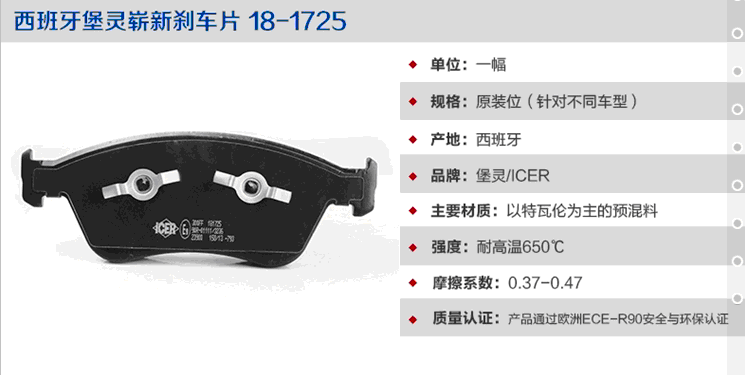 西班牙堡灵崭新刹车片 18-1725
单位：一幅
规格：原装位（针对不同车型）
产地：西班牙
品牌：堡灵/ICER
主要材质：以特瓦伦为主的预混料
强度：耐高温650℃
摩擦系数：0.37-0.47
质量认证：产品通过欧洲ECE-R90安全与环保认证
ICER
181725